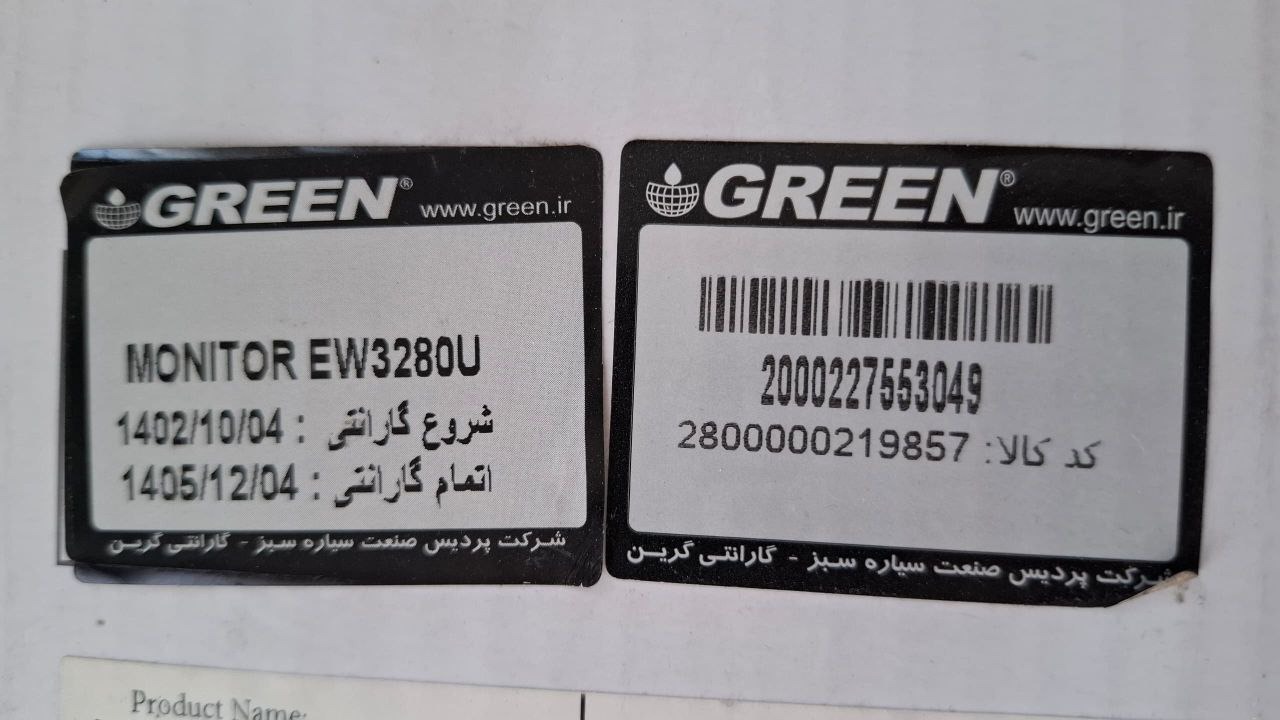 GREEN® www.green.ir
MONITOR EW3280U
شروع گارانتی : 1402/10/04
اتمام گارانتی : 1405/12/04
شرکت پردیس صنعت سیاره سبز - گارانتی گرین
GREEN® www.green.ir
2000227553049
کد کالا: 2800000219857
شرکت پردیس صنعت سیاره سبز - گارانتی گرین
Product Name: